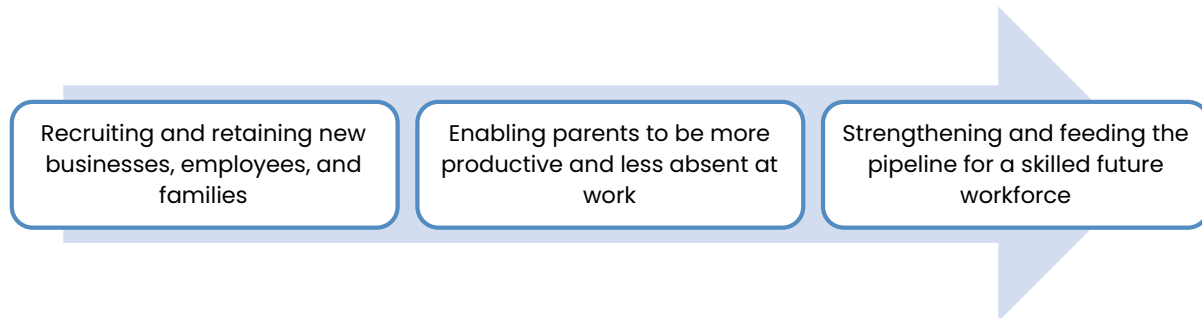 Recruiting and retaining new
businesses, employees, and
families
Enabling parents to be more
productive and less absent at
work
Strengthening and feeding the
pipeline for a skilled future
workforce